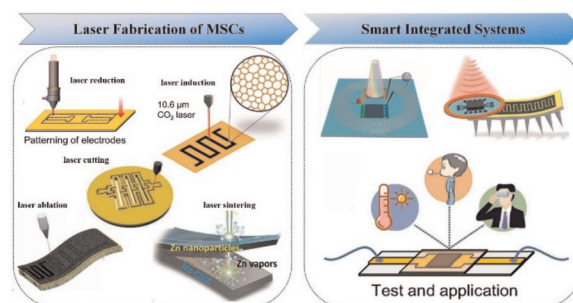 Laser Fabrication of MSCs
laser reduction
Patterning of electrodes
laser induction
10.6 µm
CO₂ laser
laser cutting
laser ablation
laser sintering
Zn nanoparticles
Zn vapors
Smart Integrated Systems
Test and application